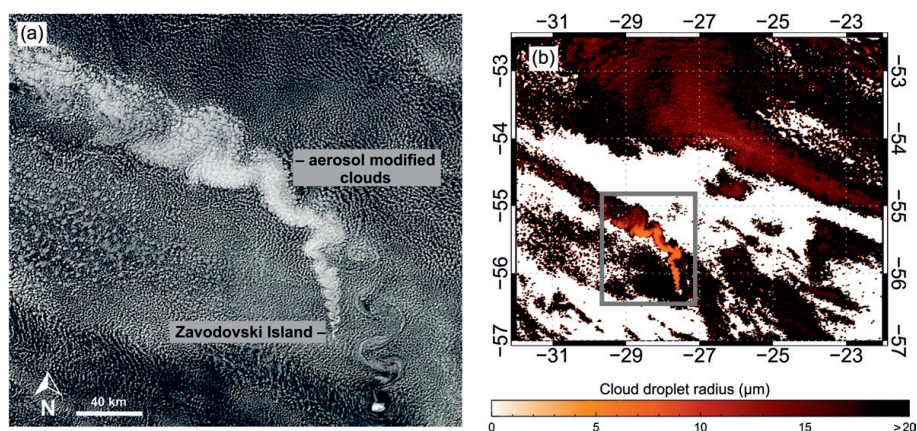 (a)
– aerosol modified
clouds
Zavodovski Island –
N
40 km
(b)
−31 −29 −27 −25 −23
−53
−54
−55
−56
−57
−53
−54
−55
−56
−57
−31 −29 −27 −25 −23
Cloud droplet radius (μm)
0 5 10 15 >20